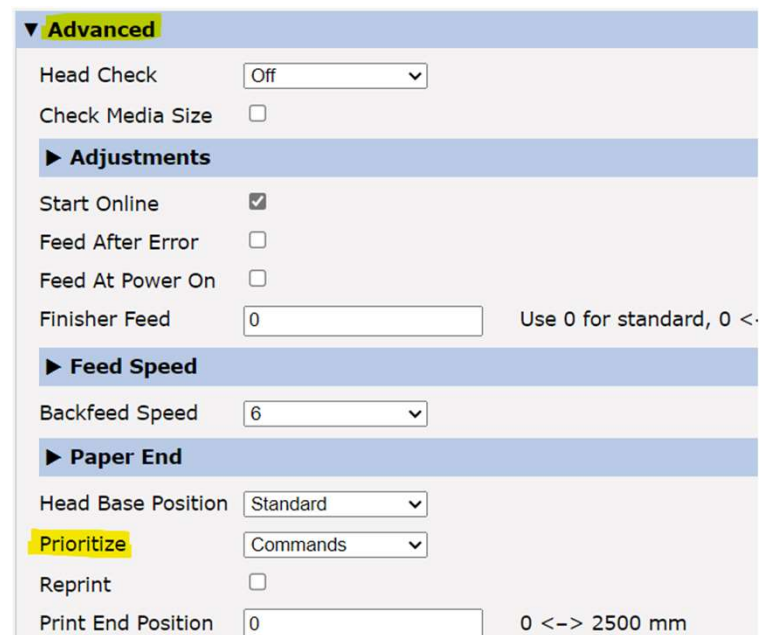 ▼ Advanced
Head Check Off
Check Media Size
▶ Adjustments
Start Online
Feed After Error
Feed At Power On
Finisher Feed 0 Use 0 for standard, 0 <-
▶ Feed Speed
Backfeed Speed 6
▶ Paper End
Head Base Position Standard
Prioritize Commands
Reprint
Print End Position 0 0 <–> 2500 mm